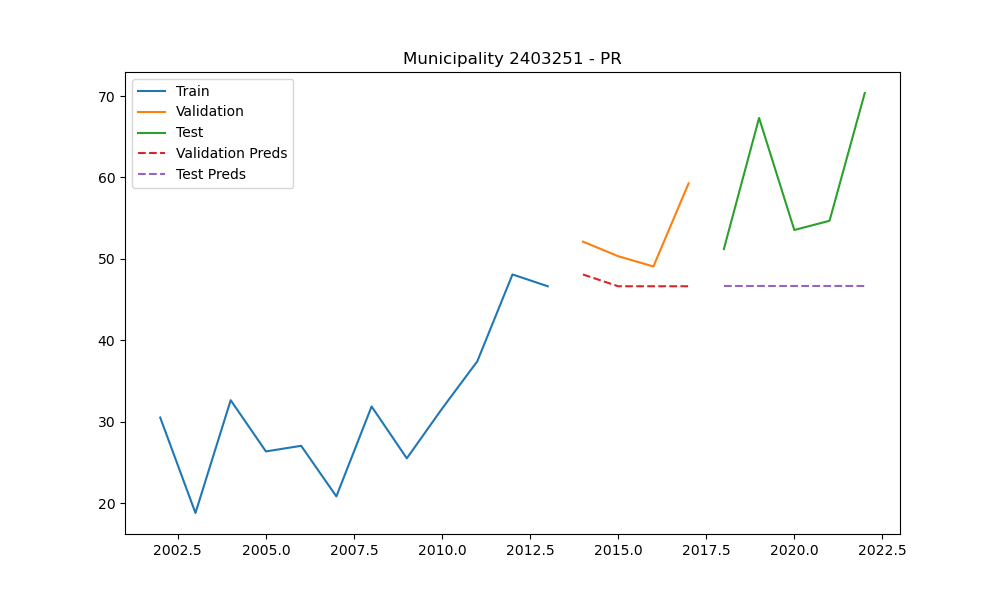 Municipality 2403251 - PR
70
60
50
40
30
20
Train
Validation
Test
Validation Preds
Test Preds
2002.5 2005.0 2007.5 2010.0 2012.5 2015.0 2017.5 2020.0 2022.5